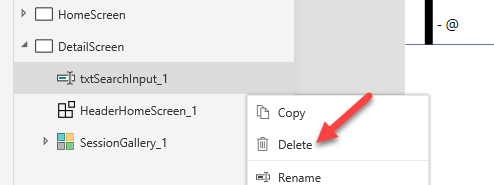 HomeScreen
- @
DetailScreen
txtSearchInput_1
HeaderHomeScreen_1
Copy
SessionGallery_1
Delete
Rename